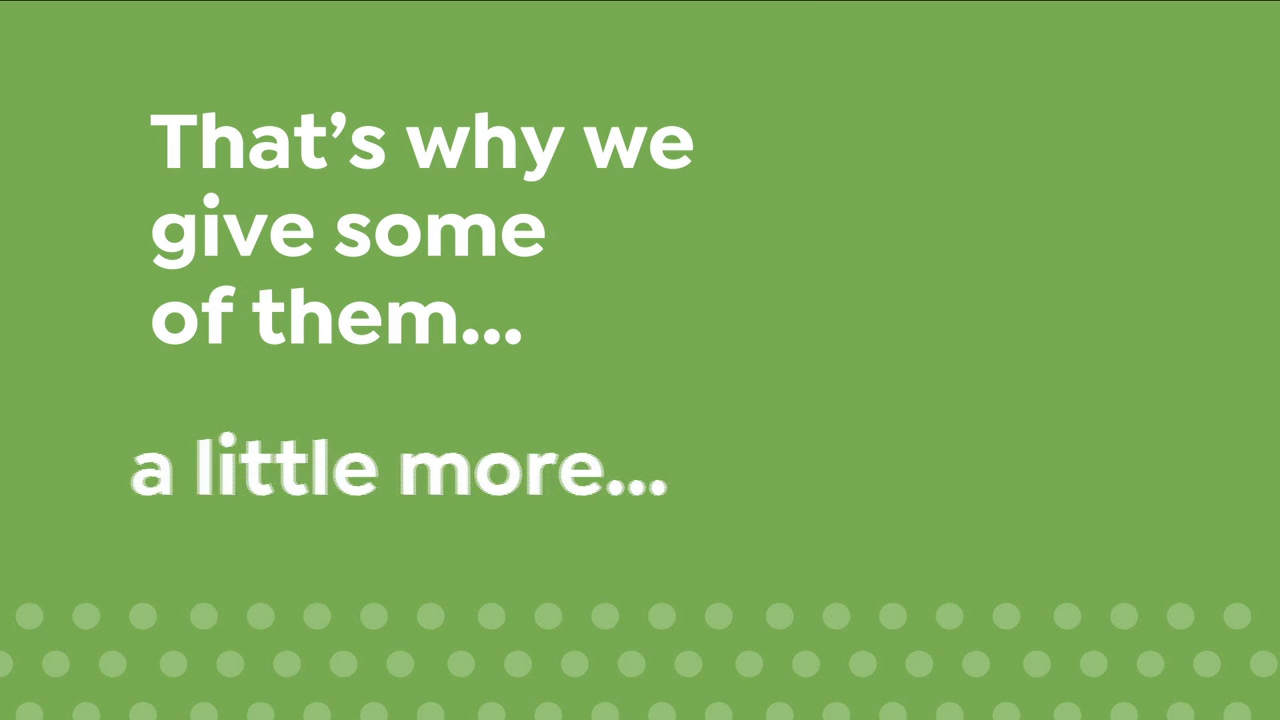 That’s why we
give some
of them...
a little more...